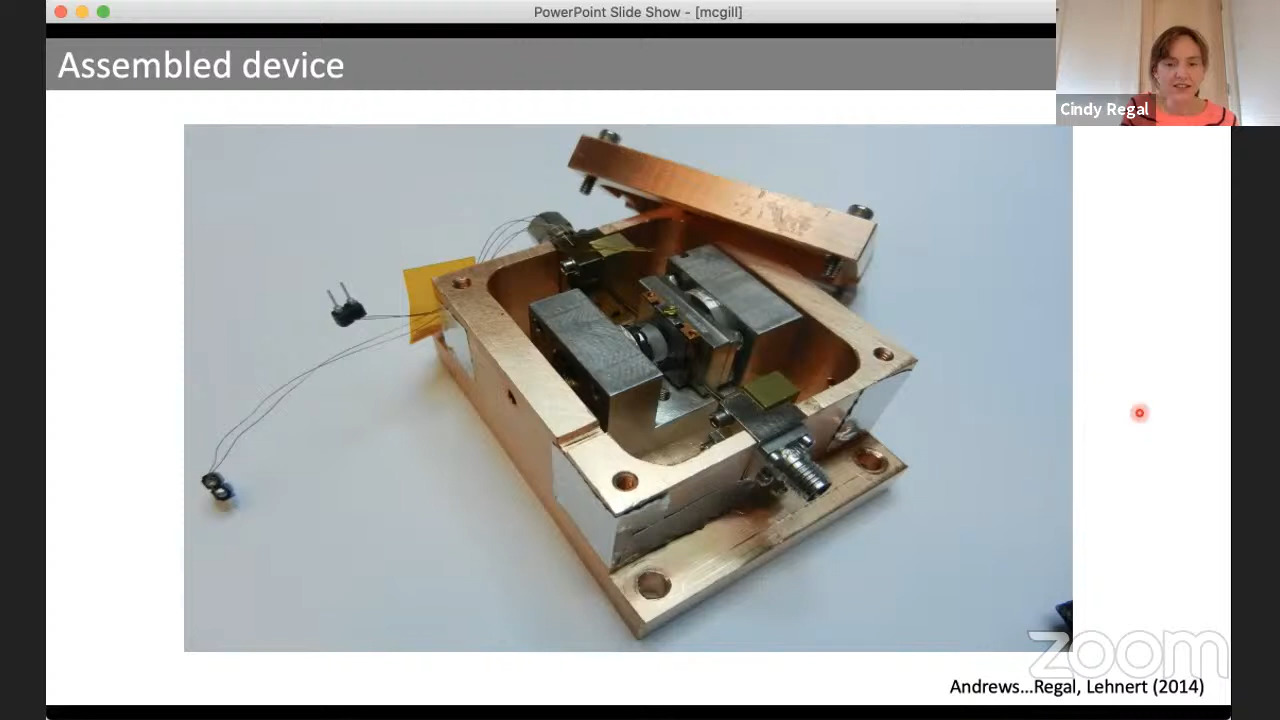 PowerPoint Slide Show - [mcgill]
Assembled device
Cindy Regal
zoom
Andrews...Regal, Lehnert (2014)